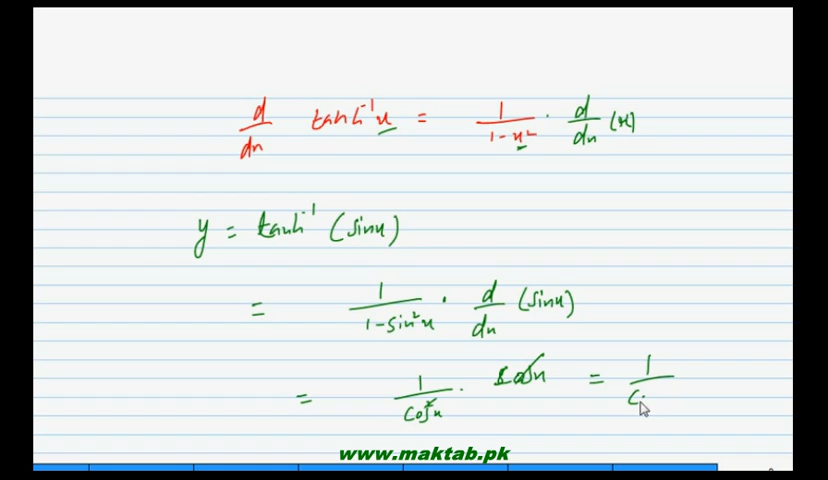 d/dx tanh⁻¹ x = 1/(1-x²) · d/dx (x)
y = tanh⁻¹ (sinx)
= 1/(1-sin²x) · d/dx (sinx)
= 1/cos²x · cosx = 1/c
www.maktab.pk